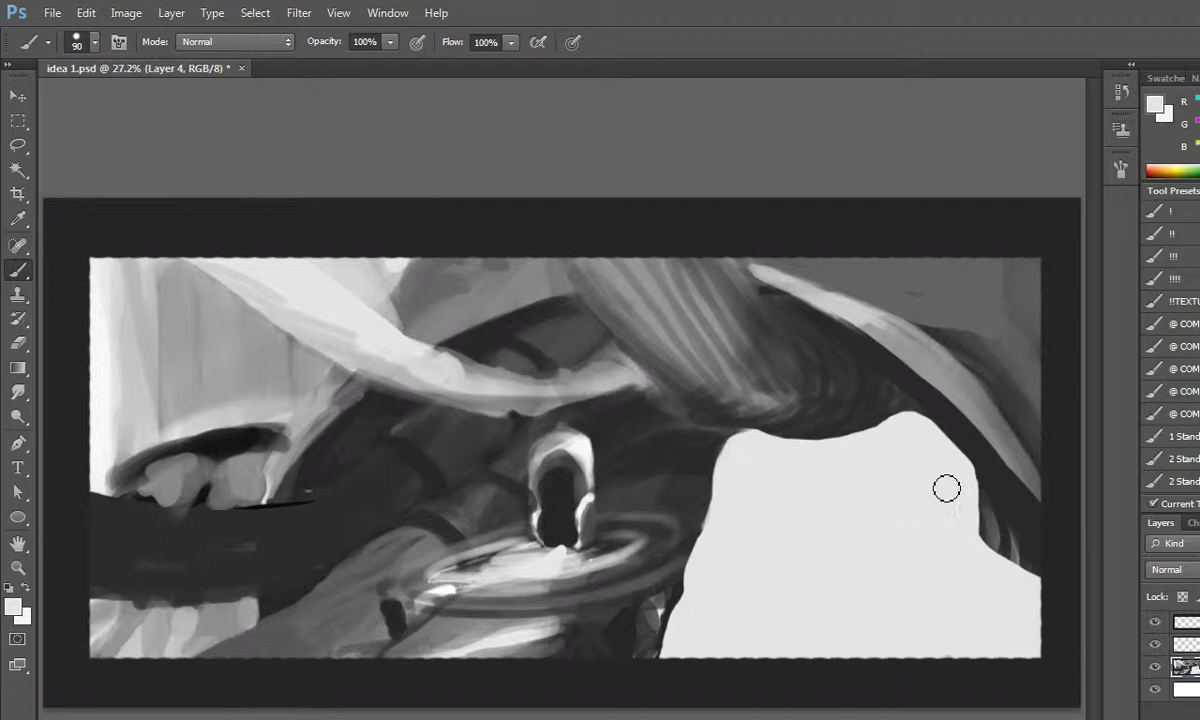 Ps File Edit Image Layer Type Select Filter View Window Help
90 Mode: Normal Opacity: 100% Flow: 100%
idea 1.psd @ 27.2% (Layer 4, RGB/8) * ×
Swatche
R
G
B
Tool Presets
!
!!
!!!
!!!!
!!TEXTU
@ COM
@ COM
@ COM
@ COM
@ COM
1 Stand
2 Stand
2 Stand
Current T
Layers Ch
Kind
Normal
Lock: